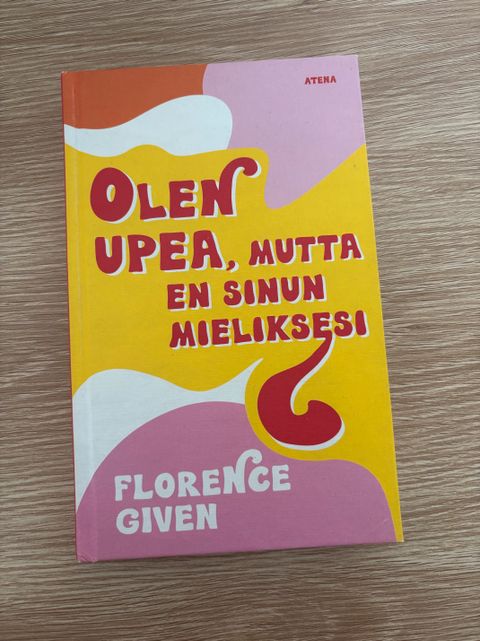 ATENA
OLEN
UPEA, MUTTA
EN SINUN
MIELIKSESI
FLORENCE
GIVEN